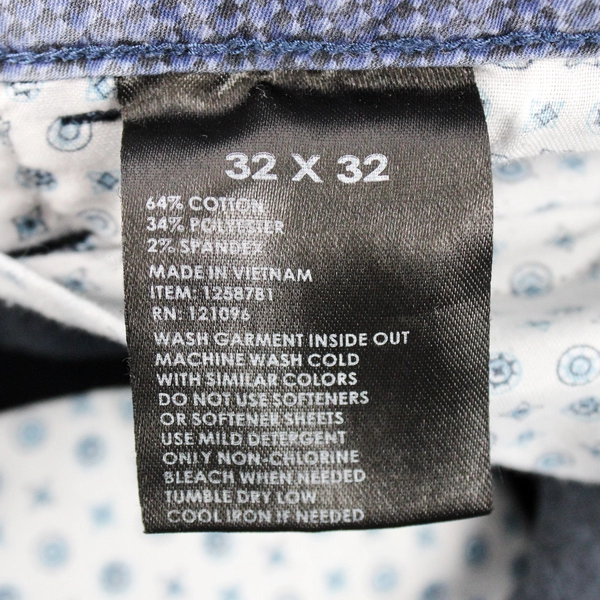 32 X 32
64% COTTON
34% POLYESTER
2% SPANDEX
MADE IN VIETNAM
ITEM: 1258781
RN: 121096
WASH GARMENT INSIDE OUT
MACHINE WASH COLD
WITH SIMILAR COLORS
DO NOT USE SOFTENERS
OR SOFTENER SHEETS
USE MILD DETERGENT
ONLY NON-CHLORINE
BLEACH WHEN NEEDED
TUMBLE DRY LOW
COOL IRON IF NEEDED